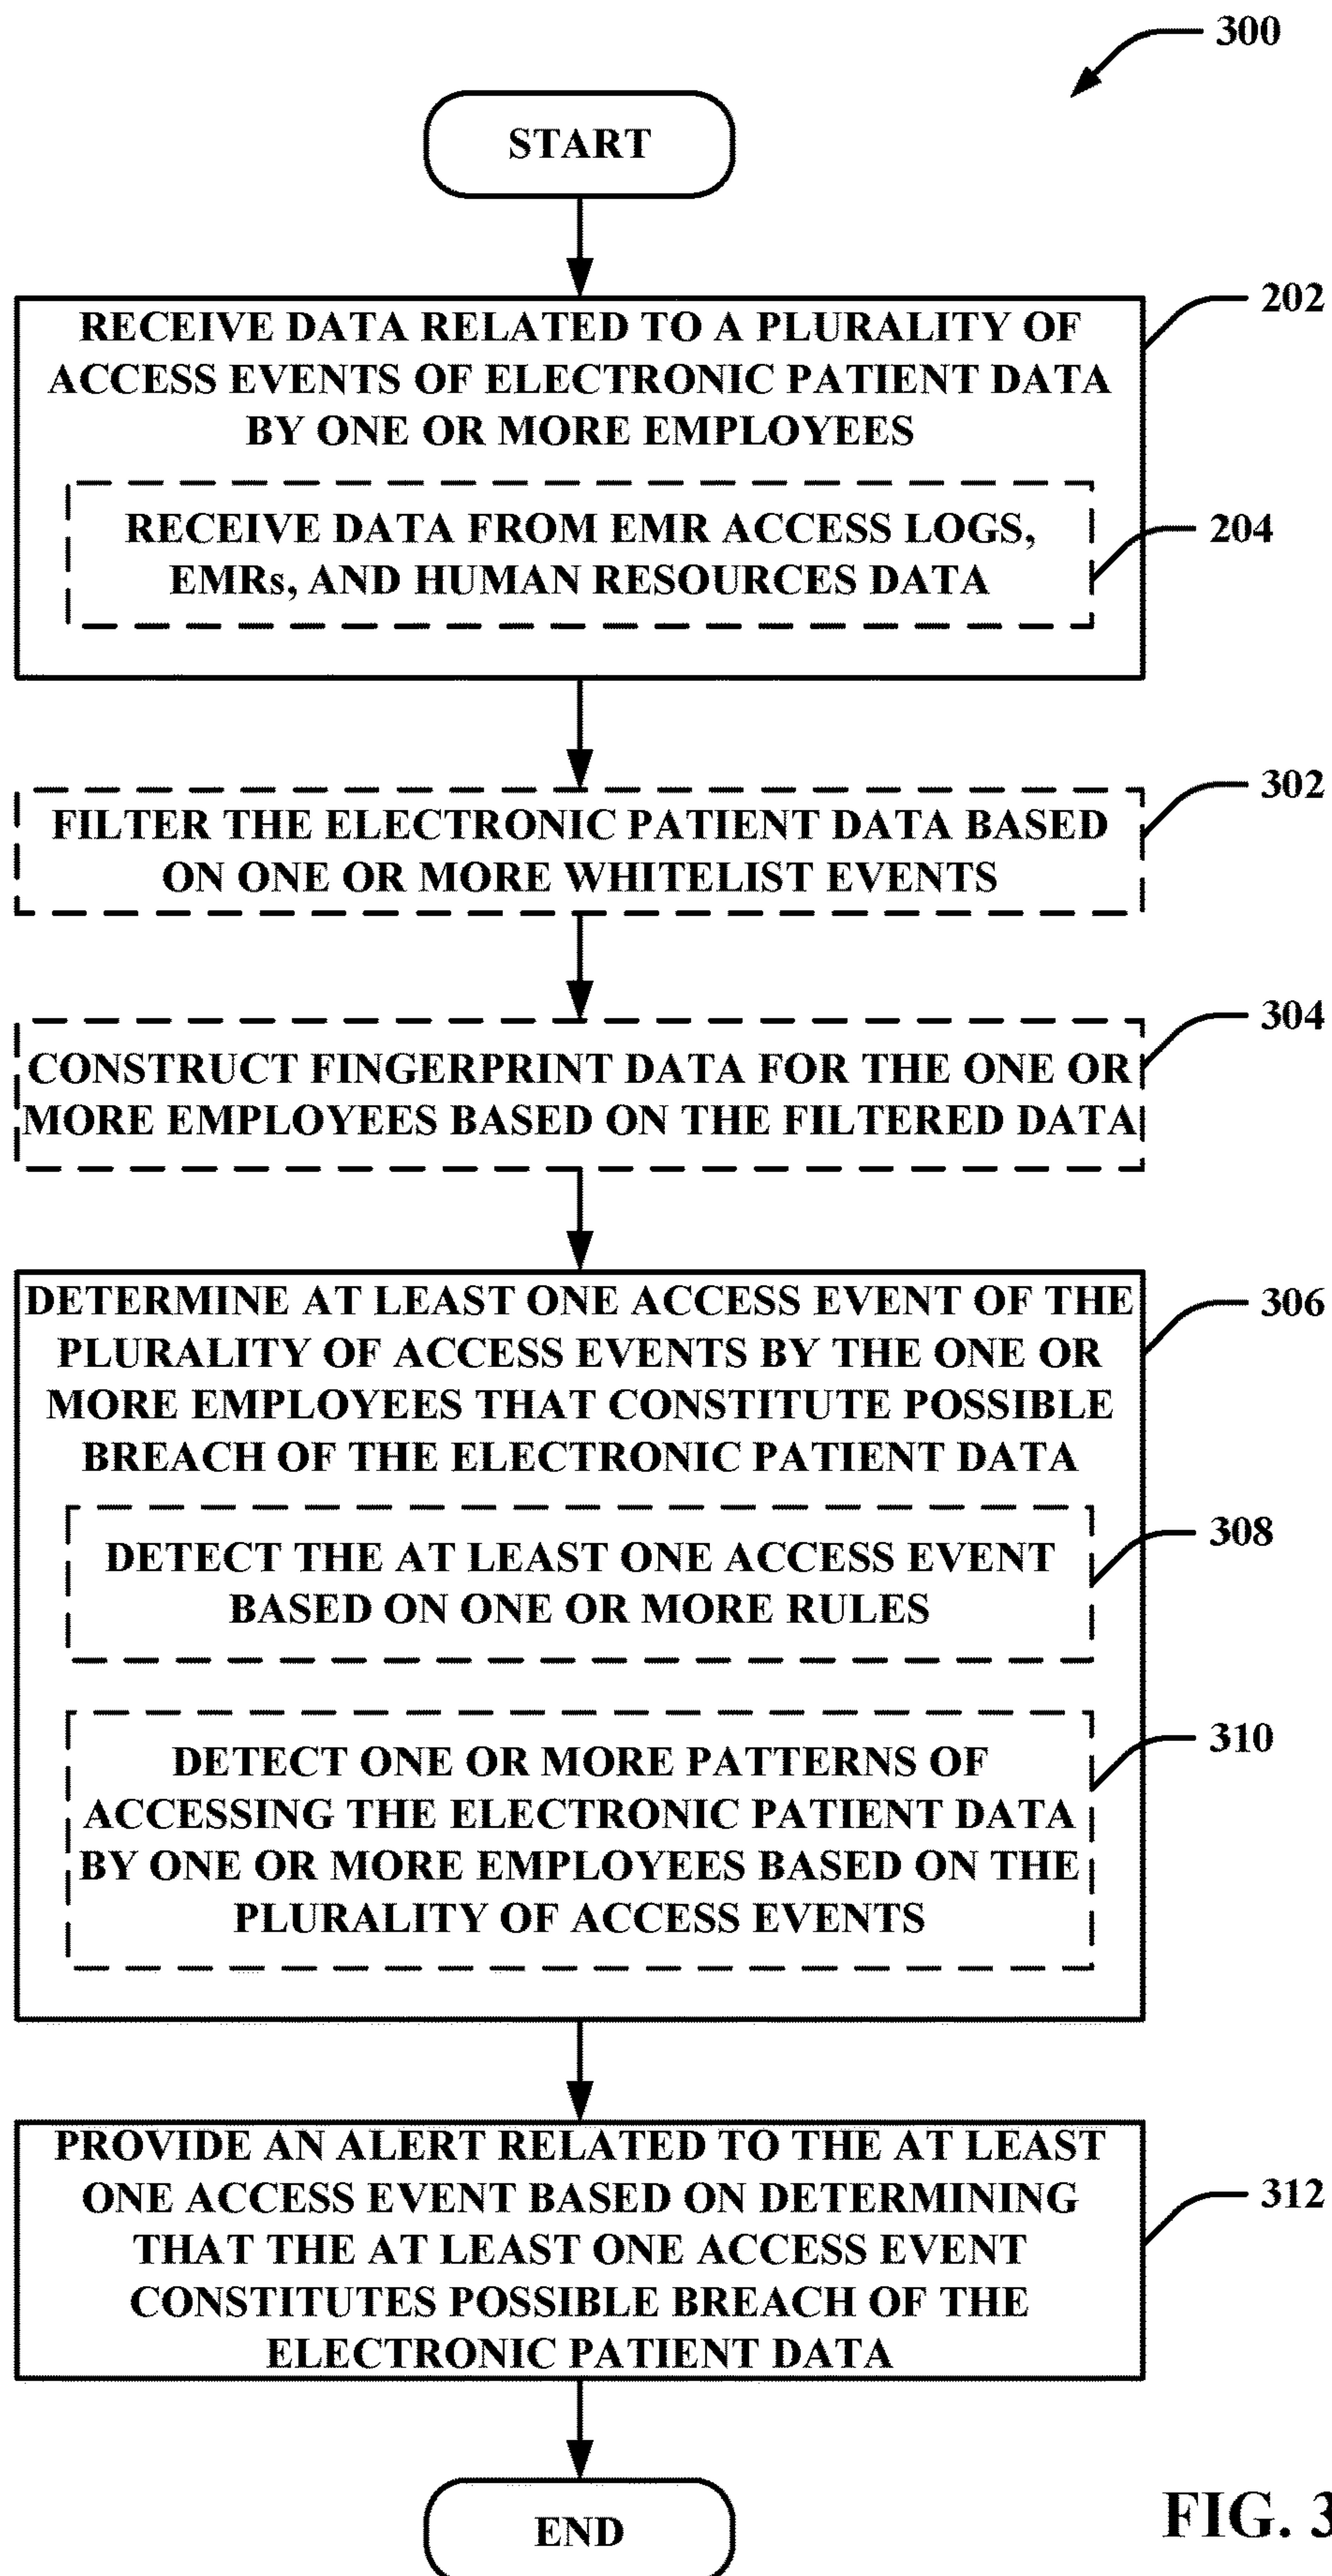 300
START
202
RECEIVE DATA RELATED TO A PLURALITY OF
ACCESS EVENTS OF ELECTRONIC PATIENT DATA
BY ONE OR MORE EMPLOYEES
RECEIVE DATA FROM EMR ACCESS LOGS,
204
EMRs, AND HUMAN RESOURCES DATA
302
FILTER THE ELECTRONIC PATIENT DATA BASED
ON ONE OR MORE WHITELIST EVENTS
304
CONSTRUCT FINGERPRINT DATA FOR THE ONE OR
MORE EMPLOYEES BASED ON THE FILTERED DATA
DETERMINE AT LEAST ONE ACCESS EVENT OF THE
306
PLURALITY OF ACCESS EVENTS BY THE ONE OR
MORE EMPLOYEES THAT CONSTITUTE POSSIBLE
BREACH OF THE ELECTRONIC PATIENT DATA
308
DETECT THE AT LEAST ONE ACCESS EVENT
BASED ON ONE OR MORE RULES
310
DETECT ONE OR MORE PATTERNS OF
ACCESSING THE ELECTRONIC PATIENT DATA
BY ONE OR MORE EMPLOYEES BASED ON THE
PLURALITY OF ACCESS EVENTS
PROVIDE AN ALERT RELATED TO THE AT LEAST
ONE ACCESS EVENT BASED ON DETERMINING
312
THAT THE AT LEAST ONE ACCESS EVENT
CONSTITUTES POSSIBLE BREACH OF THE
ELECTRONIC PATIENT DATA
END
FIG. 3